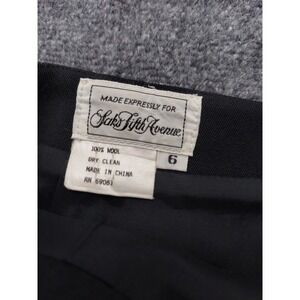 MADE EXPRESSLY FOR
Saks Fifth Avenue
6
100% WOOL
DRY CLEAN
MADE IN CHINA
RN 69061